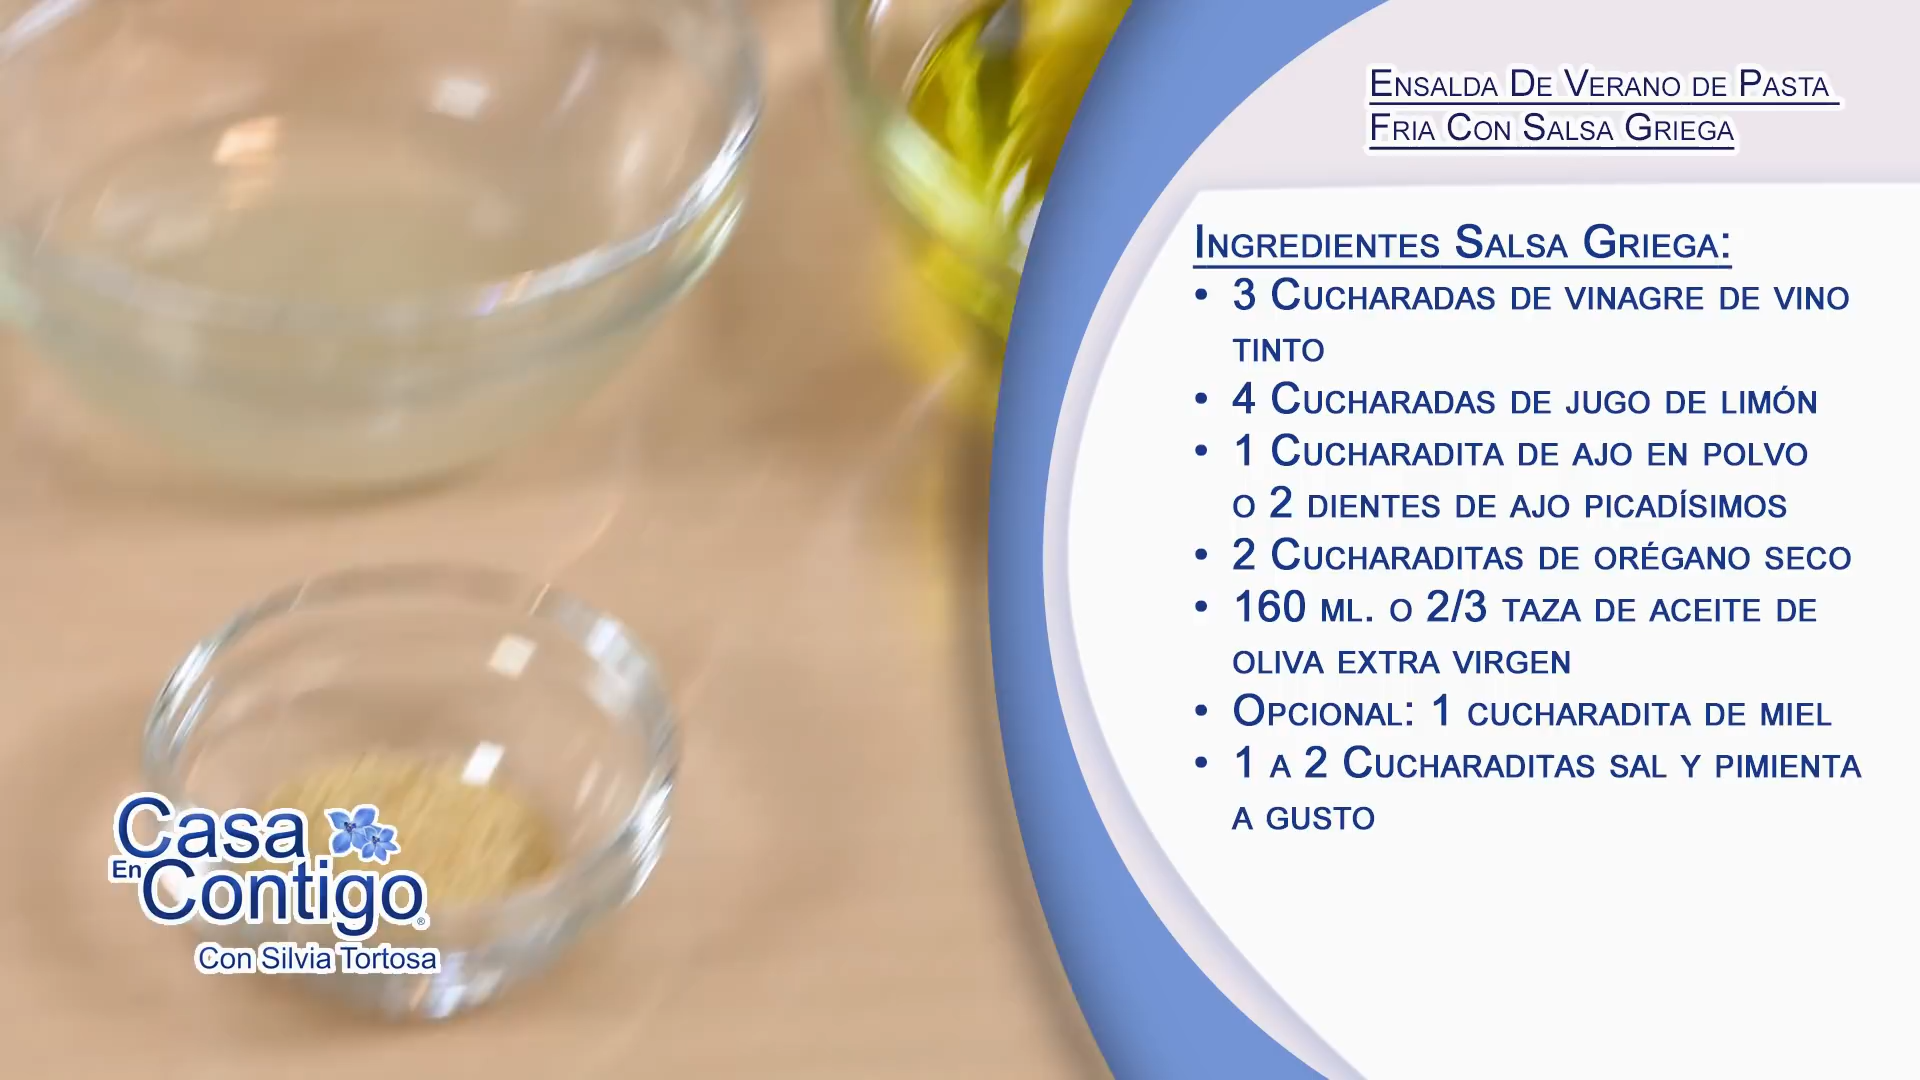 Ensalda De Verano de Pasta
Fria Con Salsa Griega
Ingredientes Salsa Griega:
• 3 Cucharadas de vinagre de vino
tinto
• 4 Cucharadas de jugo de limón
• 1 Cucharadita de ajo en polvo
o 2 dientes de ajo picadísimos
• 2 Cucharaditas de orégano seco
• 160 ml. o 2/3 taza de aceite de
oliva extra virgen
• Opcional: 1 cucharadita de miel
• 1 a 2 Cucharaditas sal y pimienta
a gusto
Casa
En Contigo®
Con Silvia Tortosa